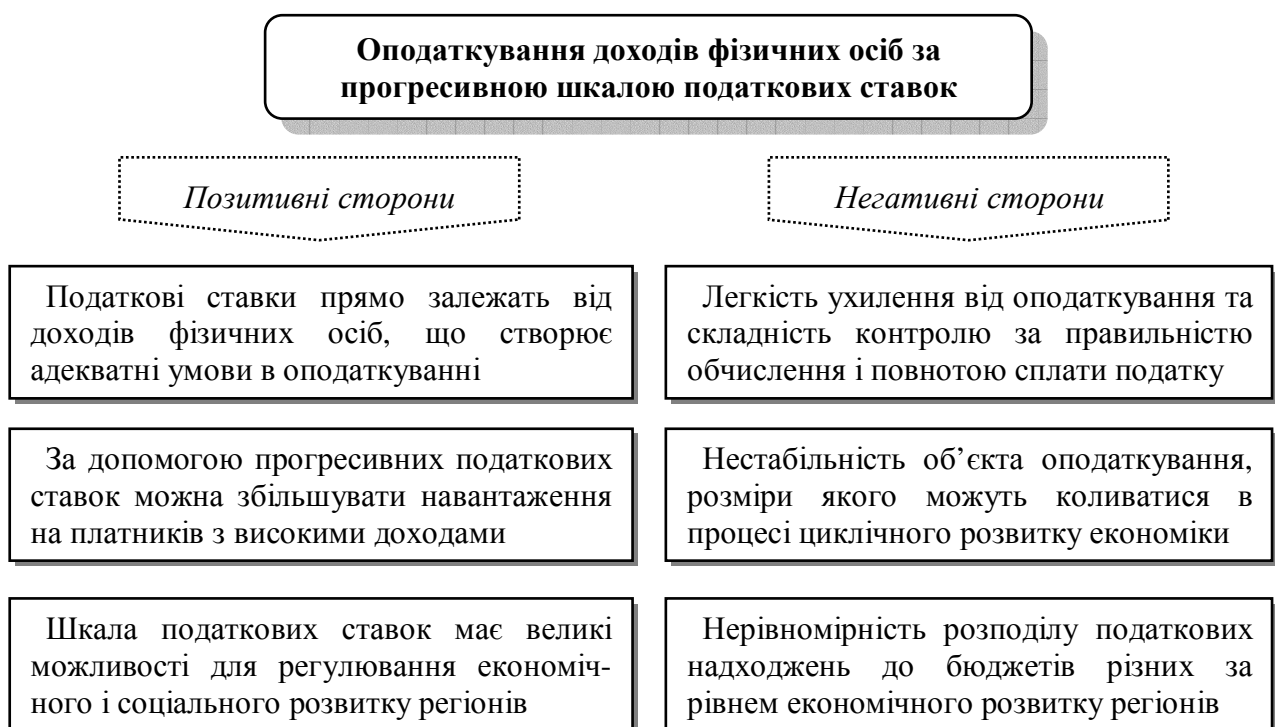 Оподаткування доходів фізичних осіб за
прогресивною шкалою податкових ставок
Позитивні сторони
Негативні сторони
Податкові ставки прямо залежать від
доходів фізичних осіб, що створює
адекватні умови в оподаткуванні
Легкість ухилення від оподаткування та
складність контролю за правильністю
обчислення і повнотою сплати податку
За допомогою прогресивних податкових
ставок можна збільшувати навантаження
на платників з високими доходами
Нестабільність об’єкта оподаткування,
розміри якого можуть коливатися в
процесі циклічного розвитку економіки
Шкала податкових ставок має великі
можливості для регулювання економіч-
ного і соціального розвитку регіонів
Нерівномірність розподілу податкових
надходжень до бюджетів різних за
рівнем економічного розвитку регіонів